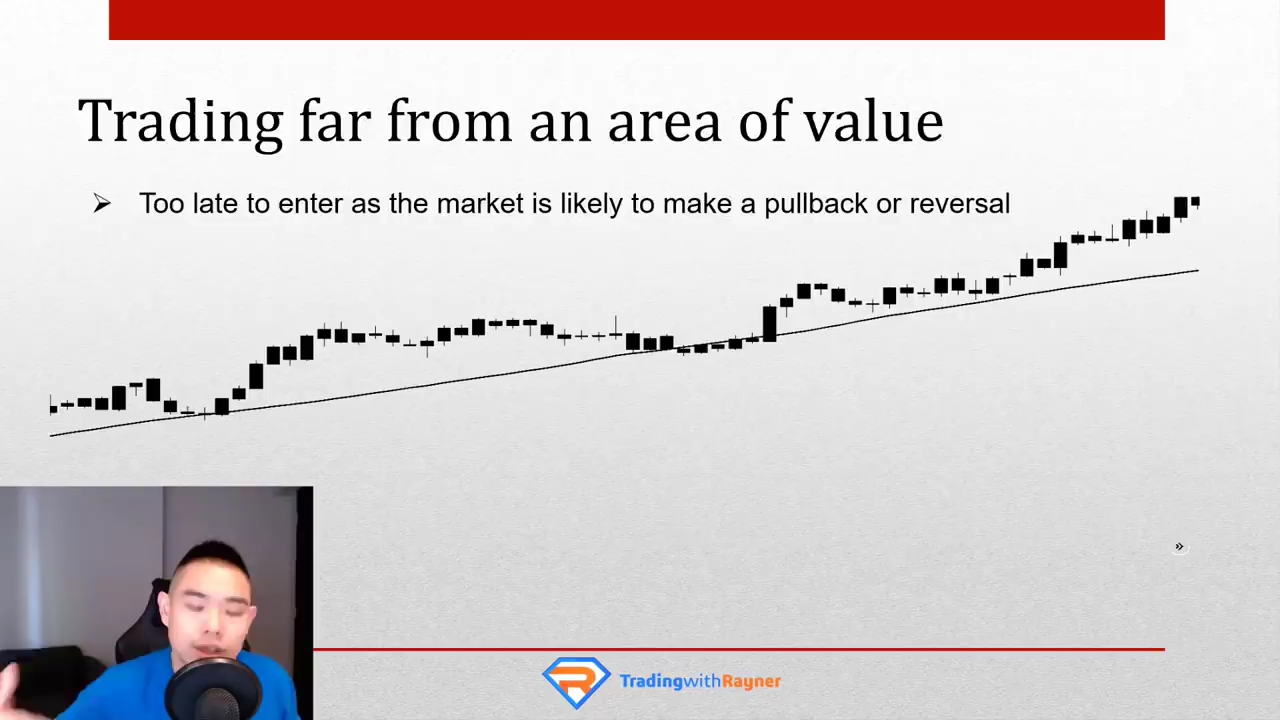 Trading far from an area of value
Too late to enter as the market is likely to make a pullback or reversal
TradingwithRayner